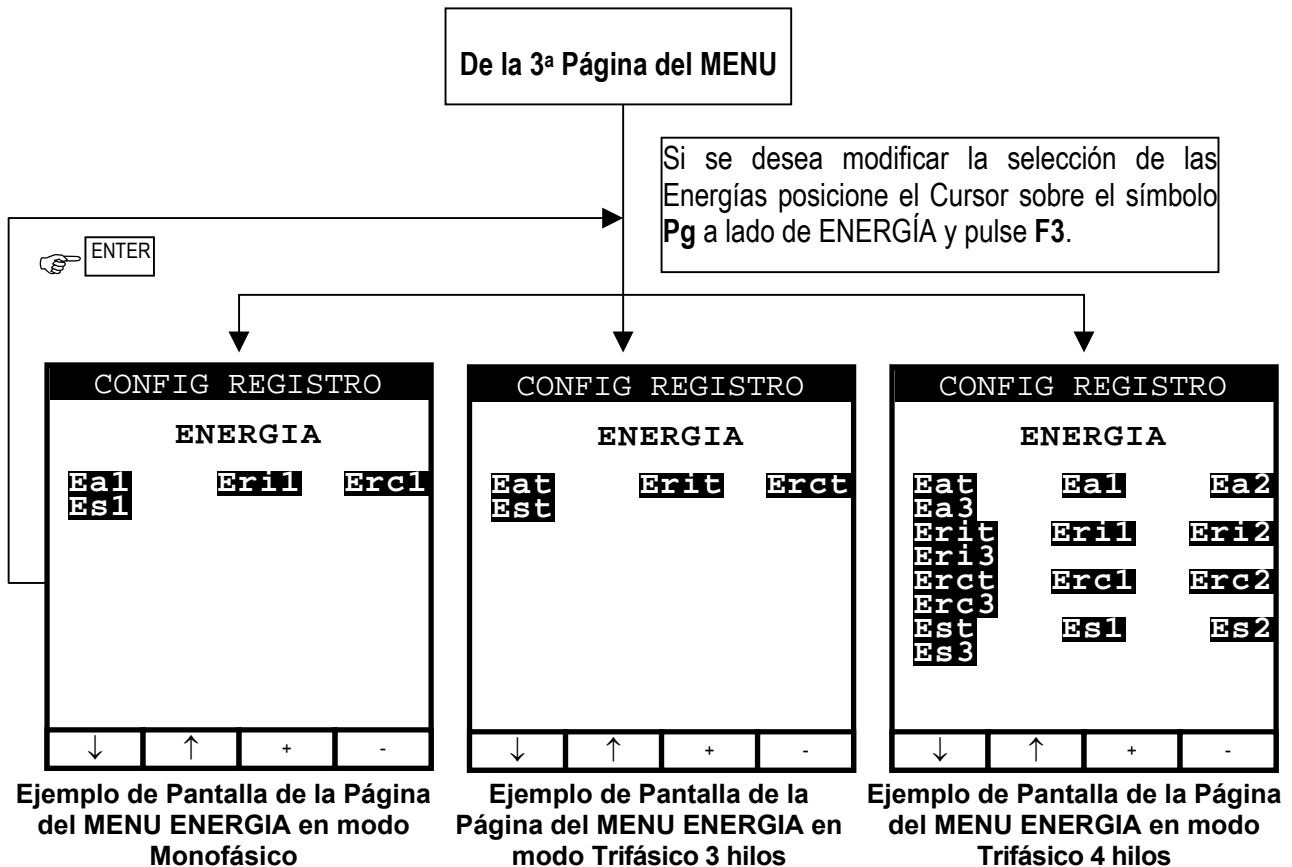 De la 3ª Página del MENU
Si se desea modificar la selección de las
Energías posicione el Cursor sobre el símbolo
Pg a lado de ENERGÍA y pulse F3.
ENTER
CONFIG REGISTRO
ENERGIA
Ea1 Eri1 Erc1
Es1
↓ ↑ + -
Ejemplo de Pantalla de la Página
del MENU ENERGIA en modo
Monofásico
CONFIG REGISTRO
ENERGIA
Eat Erit Erct
Est
↓ ↑ + -
Ejemplo de Pantalla de la
Página del MENU ENERGIA en
modo Trifásico 3 hilos
CONFIG REGISTRO
ENERGIA
Eat Ea1 Ea2
Ea3
Erit Eri1 Eri2
Eri3
Erct Erc1 Erc2
Erc3
Est Es1 Es2
Es3
↓ ↑ + -
Ejemplo de Pantalla de la Página
del MENU ENERGIA en modo
Trifásico 4 hilos